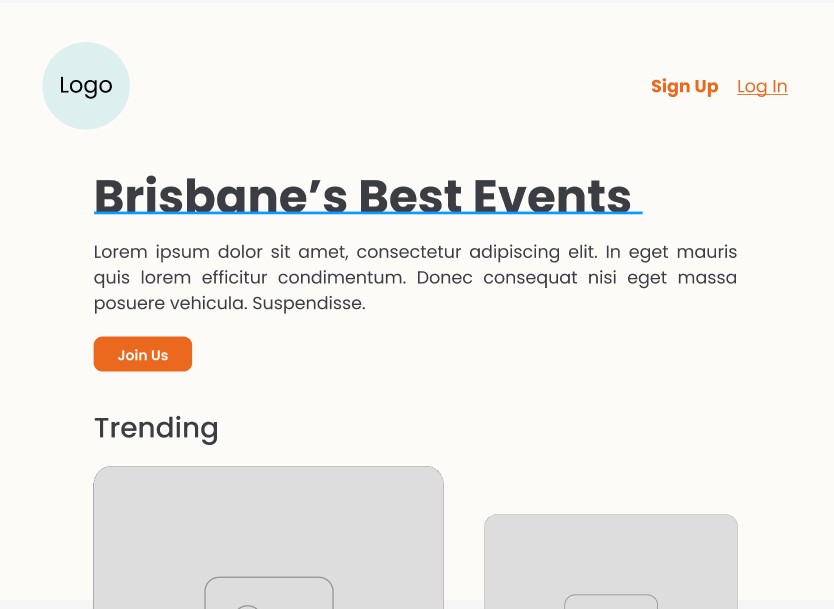 Logo
Sign Up Log In
Brisbane’s Best Events
Lorem ipsum dolor sit amet, consectetur adipiscing elit. In eget mauris
quis lorem efficitur condimentum. Donec consequat nisi eget massa
posuere vehicula. Suspendisse.
Join Us
Trending